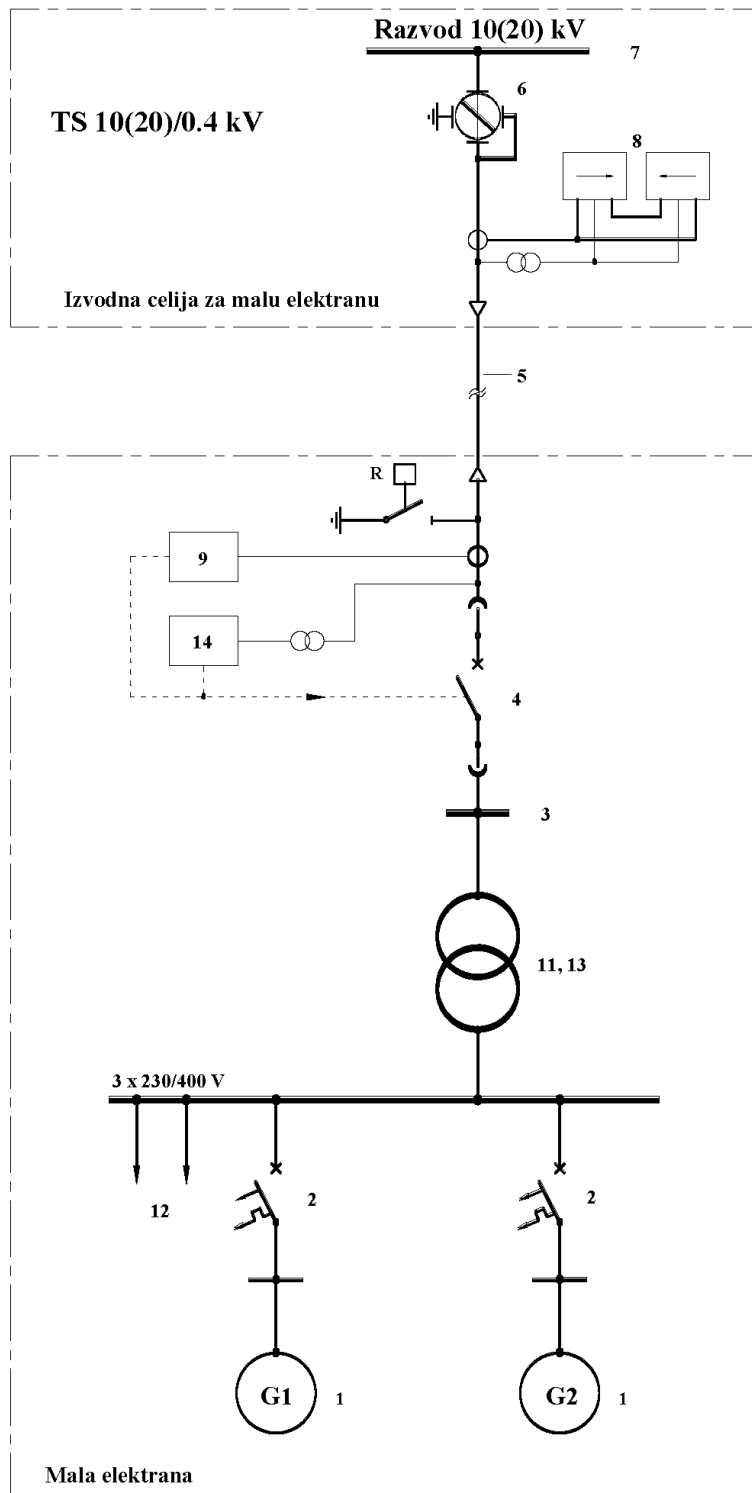 Razvod 10(20) kV
7
6
TS 10(20)/0.4 kV
8
Izvodna celija za malu elektranu
5
R
9
14
4
3
11, 13
3 x 230/400 V
12
2
2
G1
1
G2
1
Mala elektrana